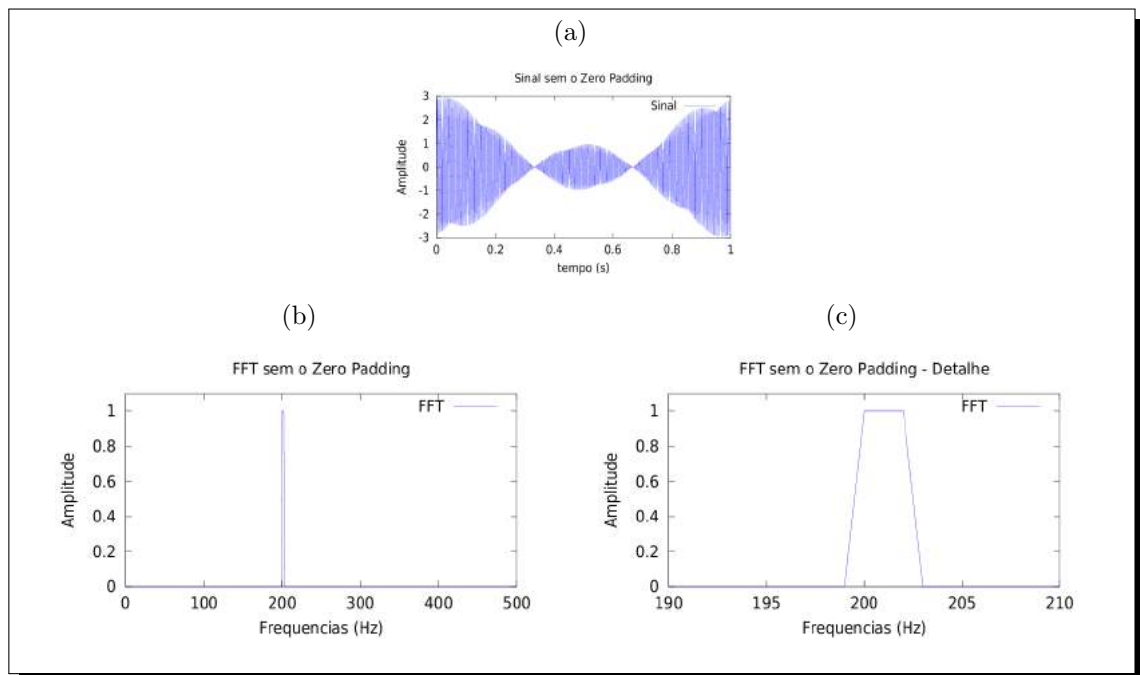 (a)
Sinal sem o Zero Padding
Sinal
Amplitude
3
2
1
0
-1
-2
-3
0 0.2 0.4 0.6 0.8 1
tempo (s)
(b)
FFT sem o Zero Padding
FFT
Amplitude
1
0.8
0.6
0.4
0.2
0
0 100 200 300 400 500
Frequencias (Hz)
(c)
FFT sem o Zero Padding - Detalhe
FFT
Amplitude
1
0.8
0.6
0.4
0.2
0
190 195 200 205 210
Frequencias (Hz)